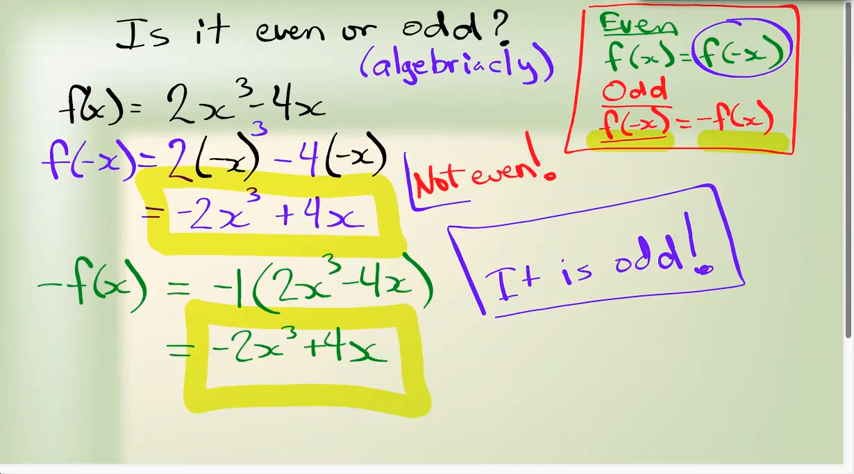 Is it even or odd?
(algebriacly)
Even
f(x) = f(-x)
Odd
f(-x) = -f(x)
f(x) = 2x³-4x
f(-x) = 2(-x)³ - 4(-x)
= -2x³ + 4x
Not even!
-f(x) = -1(2x³-4x)
= -2x³+4x
It is odd!